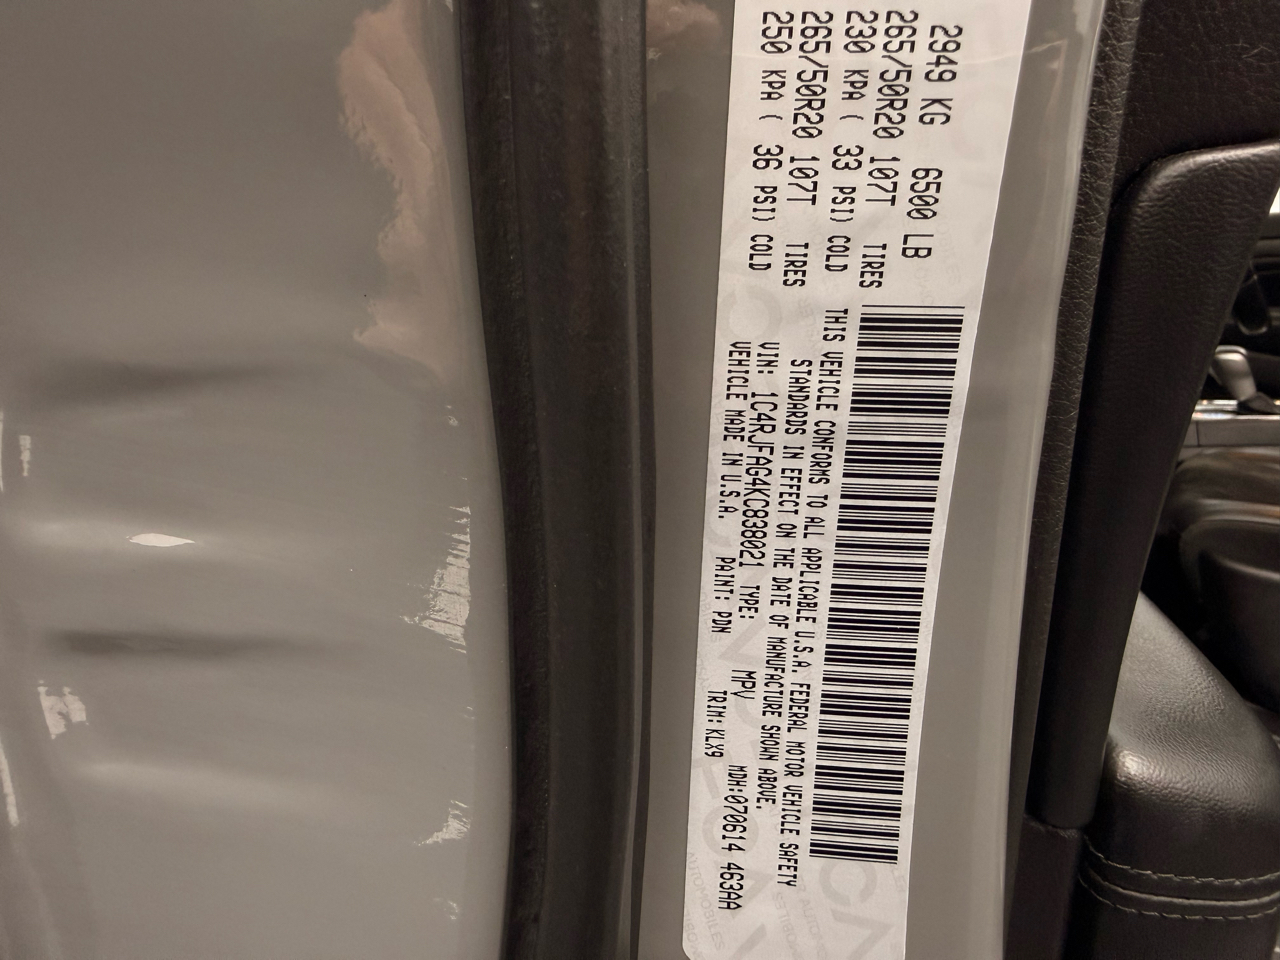 2949 KG 6500 LB
265/50R20 107T TIRES
230 KPA ( 33 PSI) COLD
265/50R20 107T TIRES
250 KPA ( 36 PSI) COLD
THIS VEHICLE CONFORMS TO ALL APPLICABLE U.S.A. FEDERAL MOTOR VEHICLE SAFETY
STANDARDS IN EFFECT ON THE DATE OF MANUFACTURE SHOWN ABOVE.
VIN: 1C4RJFAG4KC838021 TYPE: MPV MDH:070614 463AA
VEHICLE MADE IN U.S.A. PAINT: PDN TRIM:KLX9